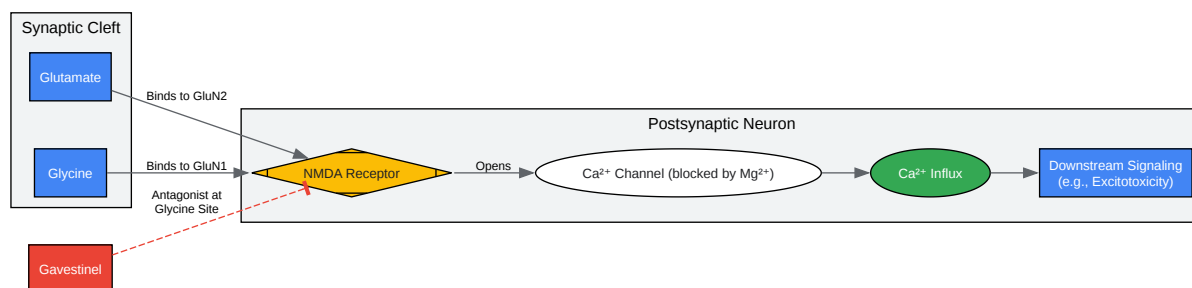 Synaptic Cleft
Glutamate
Binds to GluN2
Postsynaptic Neuron
Glycine
Binds to GluN1
NMDA Receptor
Opens
Ca²⁺ Channel (blocked by Mg²⁺)
Ca²⁺ Influx
Downstream Signaling
(e.g., Excitotoxicity)
Antagonist at
Glycine Site
Gavestinel